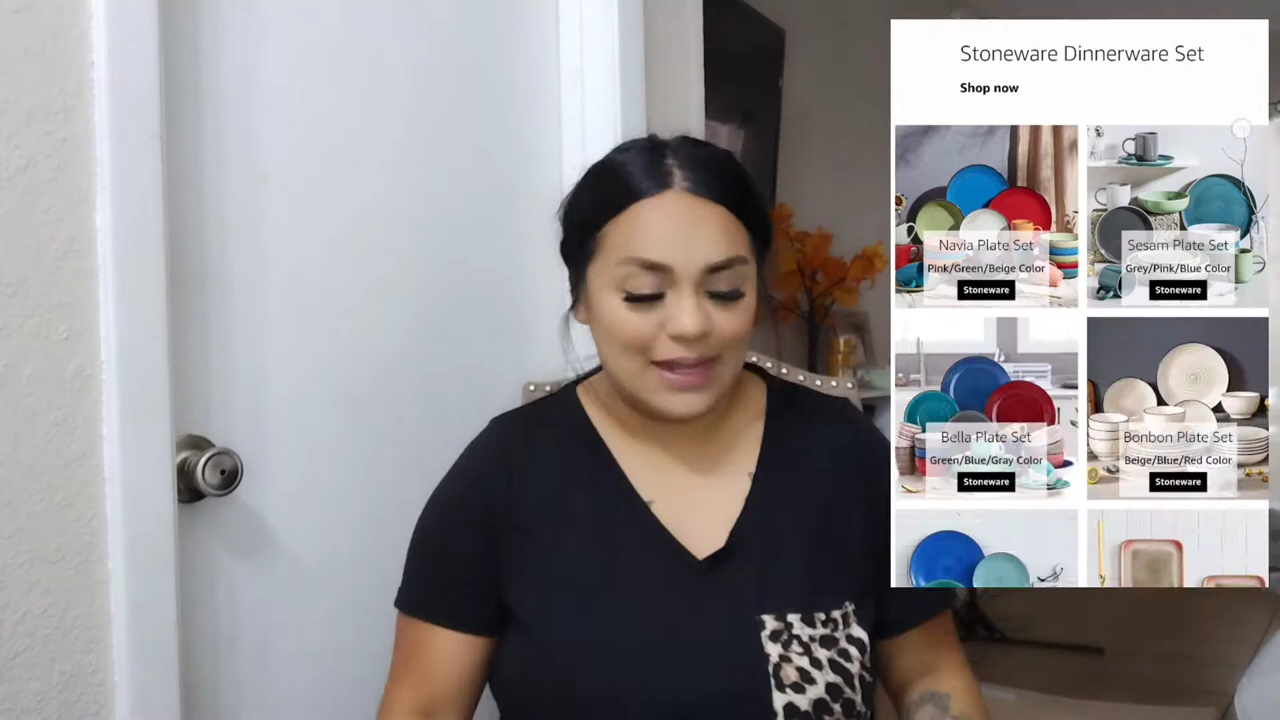 Stoneware Dinnerware Set
Shop now
Navia Plate Set
Pink/Green/Beige Color
Stoneware
Sesam Plate Set
Grey/Pink/Blue Color
Stoneware
Bella Plate Set
Green/Blue/Gray Color
Stoneware
Bonbon Plate Set
Beige/Blue/Red Color
Stoneware